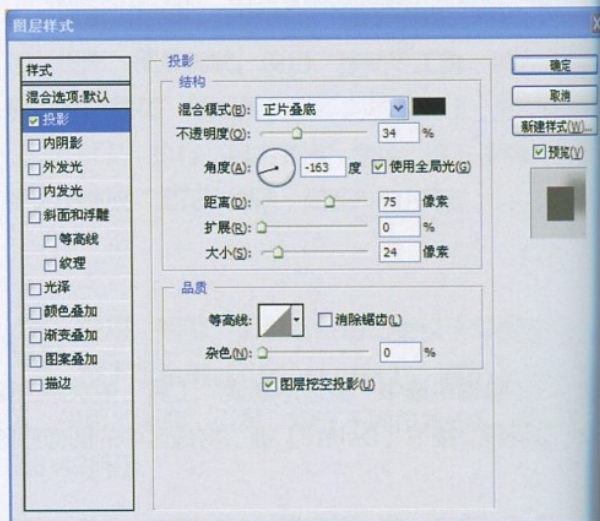 图层样式
样式
混合选项:默认
投影
内阴影
外发光
内发光
斜面和浮雕
等高线
纹理
光泽
颜色叠加
渐变叠加
图案叠加
描边
投影
结构
混合模式(B): 正片叠底
不透明度(O): 34 %
角度(A): -163 度 使用全局光(G)
距离(D): 75 像素
扩展(R): 0 %
大小(S): 24 像素
品质
等高线: 消除锯齿(L)
杂色(N): 0 %
图层挖空投影(U)
确定
取消
新建样式(W)...
预览(V)